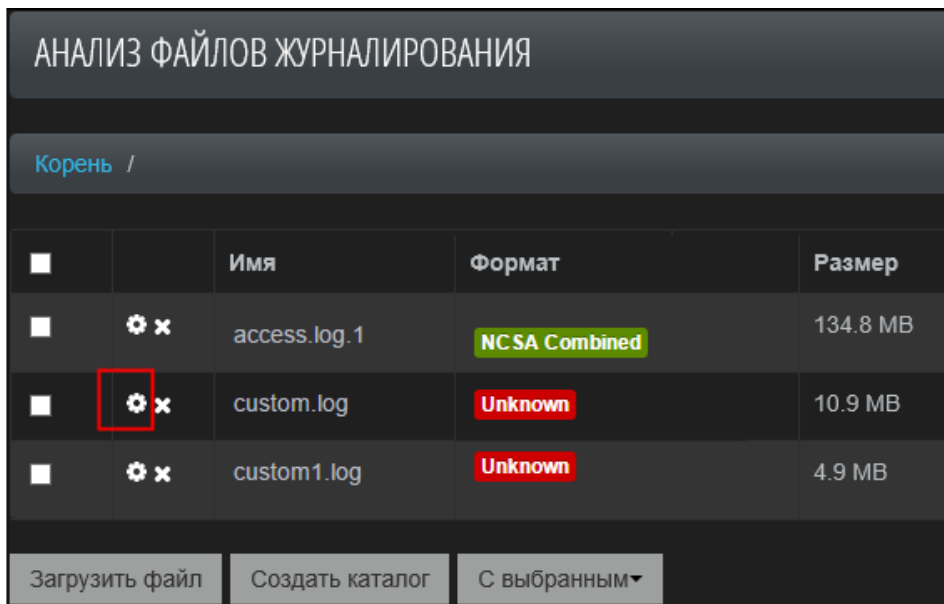 АНАЛИЗ ФАЙЛОВ ЖУРНАЛИРОВАНИЯ
Корень /
Имя Формат Размер
access.log.1 NCSA Combined 134.8 MB
custom.log Unknown 10.9 MB
custom1.log Unknown 4.9 MB
Загрузить файл Создать каталог С выбранным